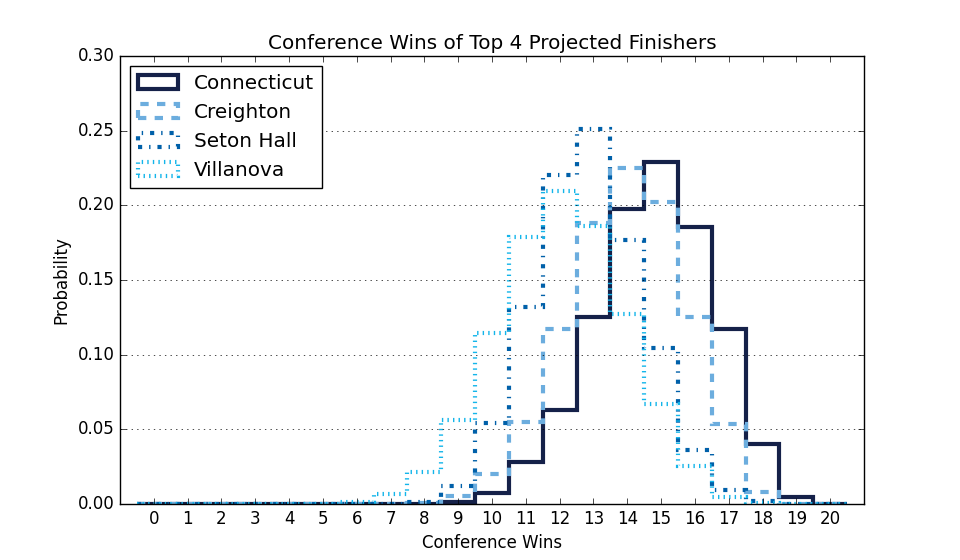 Conference Wins of Top 4 Projected Finishers
0.30
0.25
0.20
0.15
0.10
0.05
0.00
Probability
Connecticut
Creighton
Seton Hall
Villanova
0 1 2 3 4 5 6 7 8 9 10 11 12 13 14 15 16 17 18 19 20
Conference Wins